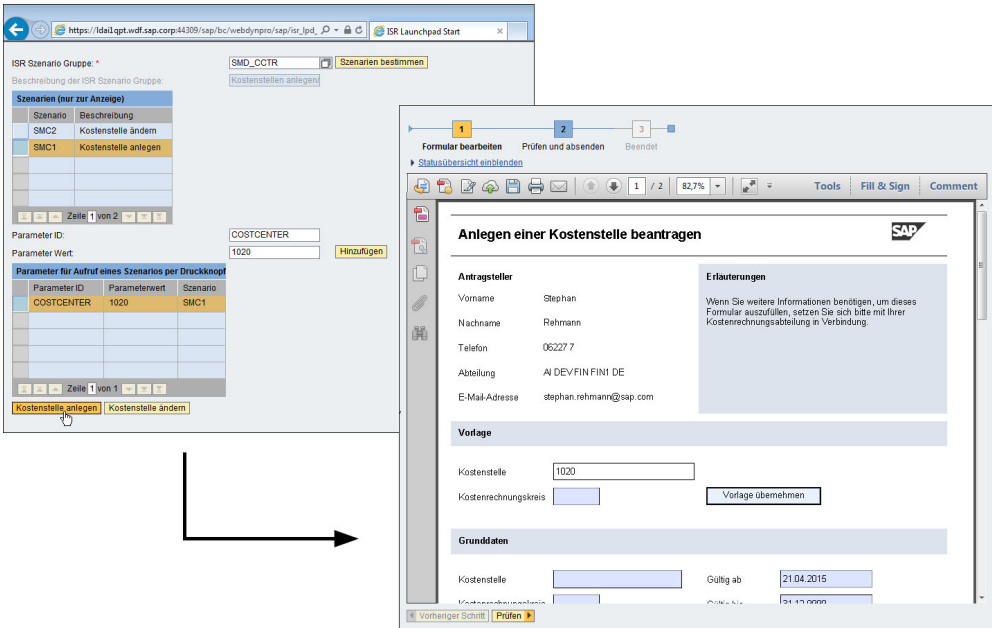 https://ldai1qpt.wdf.sap.corp:44309/sap/bc/webdynpro/sap/isr_lpd_
ISR Launchpad Start
ISR Szenario Gruppe: * SMD_CCTR Szenarien bestimmen
Beschreibung der ISR Szenario Gruppe: Kostenstellen anlegen/
Szenarien (nur zur Anzeige)
Szenario Beschreibung
SMC2 Kostenstelle ändern
SMC1 Kostenstelle anlegen
Zeile 1 von 2
Parameter ID: COSTCENTER
Parameter Wert: 1020 Hinzufügen
Parameter für Aufruf eines Szenarios per Druckknopf
Parameter ID Parameterwert Szenario
COSTCENTER 1020 SMC1
Zeile 1 von 1
Kostenstelle anlegen Kostenstelle ändern
1 2 3
Formular bearbeiten Prüfen und absenden Beendet
Statusübersicht einblenden
1 / 2 82,7% Tools Fill & Sign Comment
Anlegen einer Kostenstelle beantragen SAP
Antragsteller
Vorname Stephan
Nachname Rehmann
Telefon 06227 7
Abteilung AI DEV FIN FIN1 DE
E-Mail-Adresse stephan.rehmann@sap.com
Erläuterungen
Wenn Sie weitere Informationen benötigen, um dieses
Formular auszufüllen, setzen Sie sich bitte mit Ihrer
Kostenrechnungsabteilung in Verbindung.
Vorlage
Kostenstelle 1020
Kostenrechnungskreis Vorlage übernehmen
Grunddaten
Kostenstelle Gültig ab 21.04.2015
Vorheriger Schritt Prüfen